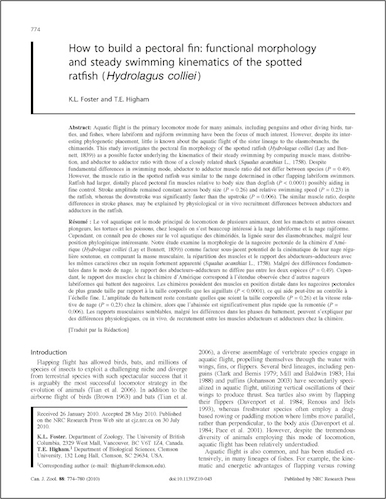 774
How to build a pectoral fin: functional morphology
and steady swimming kinematics of the spotted
ratfish (Hydrolagus colliei)
K.L. Foster and T.E. Higham
Abstract: Aquatic flight is the primary locomotor mode for many animals, including penguins and other diving birds, tur-
tles, and fishes, where labriform and rajiform swimming have been the focus of much interest. However, despite its inter-
esting phylogenetic placement, little is known about the aquatic flight of the sister lineage to the elasmobranchs, the
chimaeroids. This study investigates the pectoral fin morphology of the spotted ratfish (Hydrolagus colliei (Lay and Ben-
nett, 1839)) as a possible factor underlying the kinematics of their steady swimming by comparing muscle mass, distribu-
tion, and abductor to adductor ratio with those of a closely related shark (Squalus acanthias L., 1758). Despite
fundamental differences in swimming mode, abductor to adductor muscle ratio did not differ between species (P = 0.49).
However, the muscle ratio in the spotted ratfish was similar to the range determined in other flapping labriform swimmers.
Ratfish had larger, distally placed pectoral fin muscles relative to body size than dogfish (P < 0.0001) possibly aiding in
fine control. Stroke amplitude remained constant across body size (P = 0.26) and relative swimming speed (P = 0.23) in
the ratfish, whereas the downstroke was significantly faster than the upstroke (P = 0.006). The similar muscle ratio, despite
differences in stroke phases, may be explained by physiological or in vivo recruitment differences between abductors and
adductors in the ratfish.
Résumé : Le vol aquatique est le mode principal de locomotion de plusieurs animaux, dont les manchots et autres oiseaux
plongeurs, les tortues et les poissons, chez lesquels on s'est beaucoup intéressé à la nage labriforme et la nage rajiforme.
Cependant, on connaît peu de choses sur le vol aquatique des chiméridés, la lignée sœur des élasmobranches, malgré leur
position phylogénique intéressante. Notre étude examine la morphologie de la nageoire pectorale de la chimère d'Amé-
rique (Hydrolagus colliei (Lay et Bennett, 1839)) comme facteur sous-jacent potentiel de la cinématique de leur nage régu-
lière soutenue, en comparant la masse musculaire, la répartition des muscles et le rapport des abducteurs-adducteurs avec
les mêmes caractères chez un requin fortement apparenté (Squalus acanthias L., 1758). Malgré des différences fondamen-
tales dans le mode de nage, le rapport des abducteurs-adducteurs ne diffère pas entre les deux espèces (P = 0,49). Cepen-
dant, le rapport des muscles chez la chimère d'Amérique correspond à l'étendue observée chez d'autres nageurs
labriformes qui battent des nageoires. Les chimères possèdent des muscles en position distale dans les nageoires pectorales
de plus grande taille par rapport à la taille corporelle que les aiguillats (P < 0,0001), ce qui aide peut-être au contrôle à
l'échelle fine. L'amplitude du battement reste constante quelles que soient la taille corporelle (P = 0,26) et la vitesse rela-
tive de nage (P = 0,23) chez la chimère, alors que l'abaissée est significativement plus rapide que la remontée (P =
0,006). Les rapports musculaires semblables, malgré les différences dans les phases du battement, peuvent s'expliquer par
des différences physiologiques, ou in vivo, de recrutement entre les muscles abducteurs et adducteurs chez la chimère.
[Traduit par la Rédaction]
Introduction
Flapping flight has allowed birds, bats, and millions of
species of insects to exploit a challenging niche and diverge
from terrestrial species with such spectacular success that it
is arguably the most successful locomotor strategy in the
evolution of animals (Tian et al. 2006). In addition to the
airborne flight of birds (Brown 1963) and bats (Tian et al.
Received 26 January 2010. Accepted 28 May 2010. Published
on the NRC Research Press Web site at cjz.nrc.ca on 30 July
2010.
K.L. Foster. Department of Zoology, The University of British
Columbia, 2329 West Mall, Vancouver, BC V6T 1Z4, Canada.
T.E. Higham.1 Department of Biological Sciences, Clemson
University, 132 Long Hall, Clemson, SC 29634, USA.
1Corresponding author (e-mail: thigham@clemson.edu).
2006), a diverse assemblage of vertebrate species engage in
aquatic flight, propelling themselves through the water with
wings, fins, or flippers. Several bird lineages, including pen-
guins (Clark and Bemis 1979; Mill and Baldwin 1983; Hui
1988) and puffins (Johansson 2003) have secondarily speci-
alized in aquatic flight, utilizing vertical oscillations of their
wings to produce thrust. Sea turtles also swim by flapping
their flippers (Davenport et al. 1984; Renous and Bels
1993), whereas freshwater species often employ a drag-
based rowing or paddling motion where limbs move parallel,
rather than perpendicular, to the body axis (Davenport et al.
1984; Pace et al. 2001). However, despite the tremendous
diversity of animals employing this mode of locomotion,
aquatic flight has been relatively understudied.
Aquatic flight is also common, and has been studied ex-
tensively, in many lineages of fishes. For example, the kine-
matic and energetic advantages of flapping versus rowing
Can. J. Zool. 88: 774–780 (2010)
doi:10.1139/Z10-043
Published by NRC Research Press